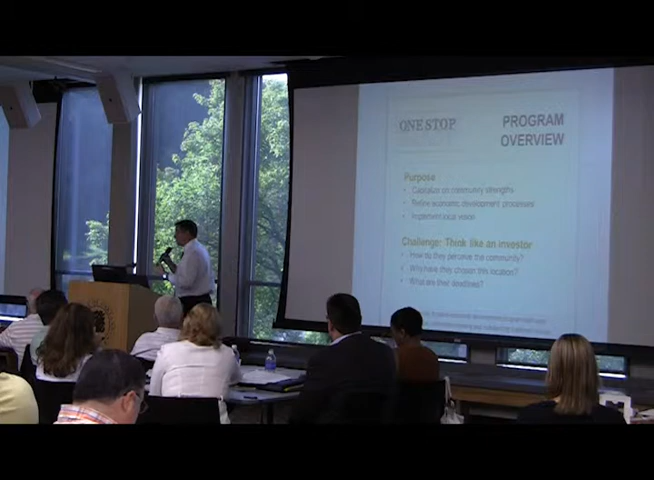 ONE STOP
PROGRAM
OVERVIEW
Purpose
• Capitalize on community strengths
• Refine economic development processes
• Implement local vision
Challenge: Think like an investor
• How do they perceive the community?
• Why have they chosen this location?
• What are their deadlines?